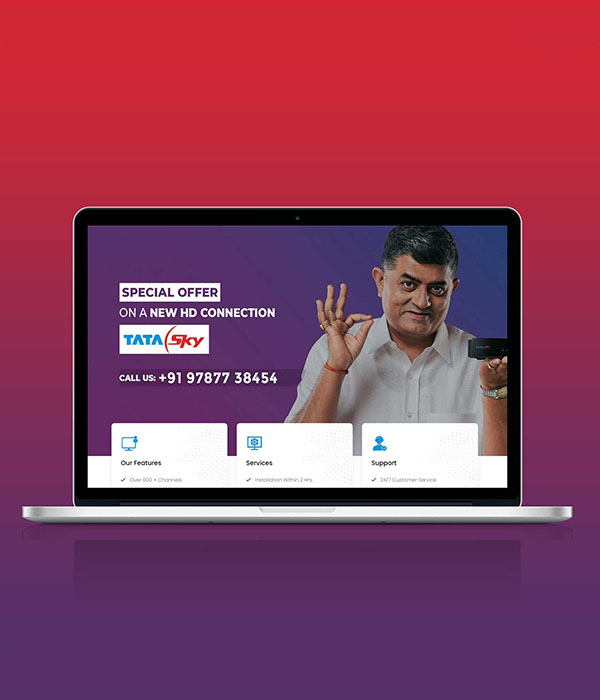 SPECIAL OFFER
ON A NEW HD CONNECTION
TATA Sky
CALL US: +91 97877 38454
Our Features
Services
Support
Over 600 + Channels
Installation Within 2 Hrs
24/7 Customer Service